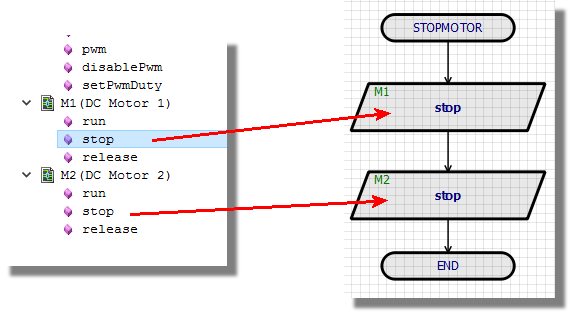 pwm
disablePwm
setPwmDuty
M1(DC Motor 1)
run
stop
release
M2(DC Motor 2)
run
stop
release
STOPMOTOR
M1
stop
M2
stop
END